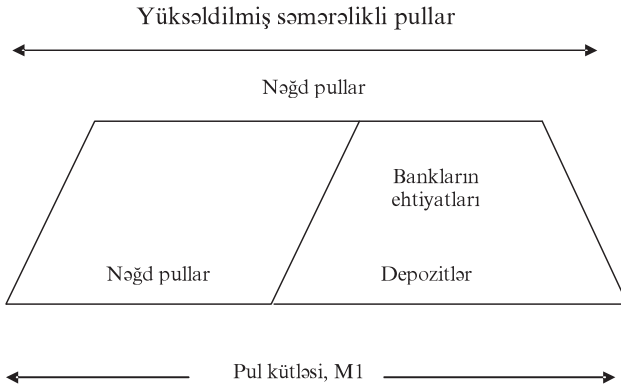 Yüksəldilmiş səmərəlikli pullar
Nəğd pullar
Bankların
ehtiyatları
Nəğd pullar
Depozitlər
Pul kütləsi, M1